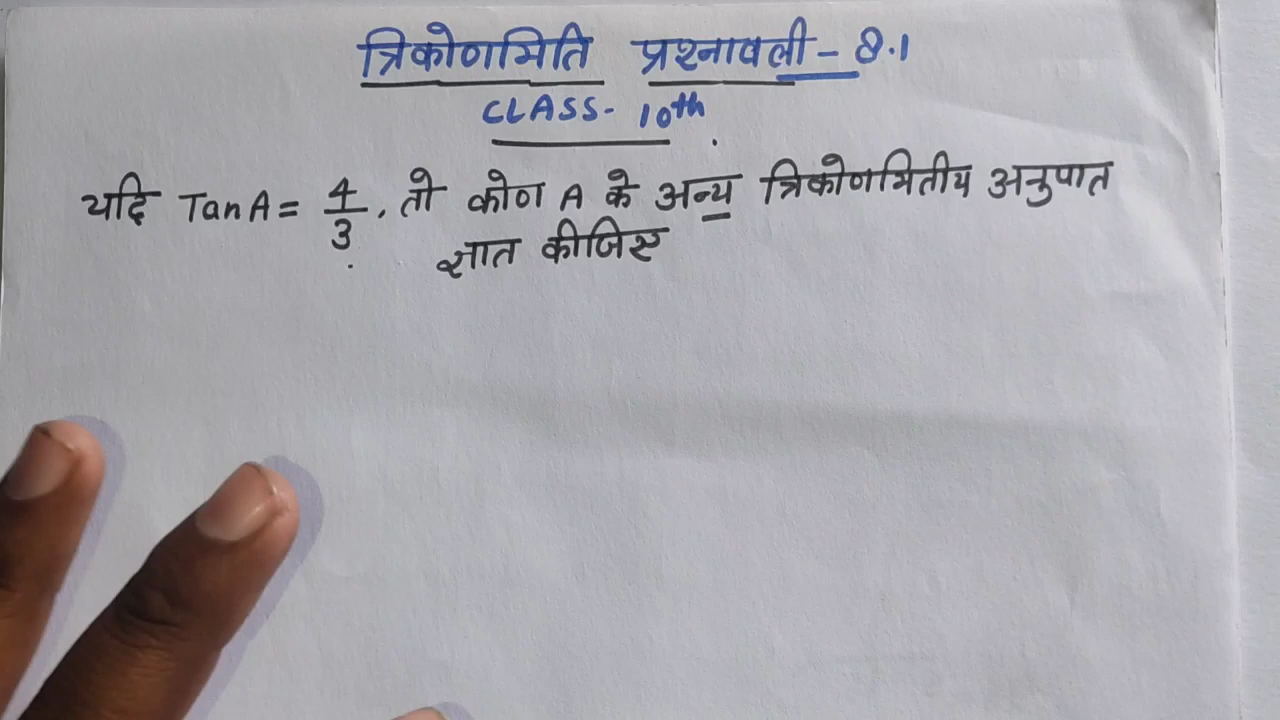 त्रिकोणमिति प्रश्नावली - 8.1
CLASS- 10th
यदि TanA = 4/3, तो कोण A के अन्य त्रिकोणमितीय अनुपात
ज्ञात कीजिए